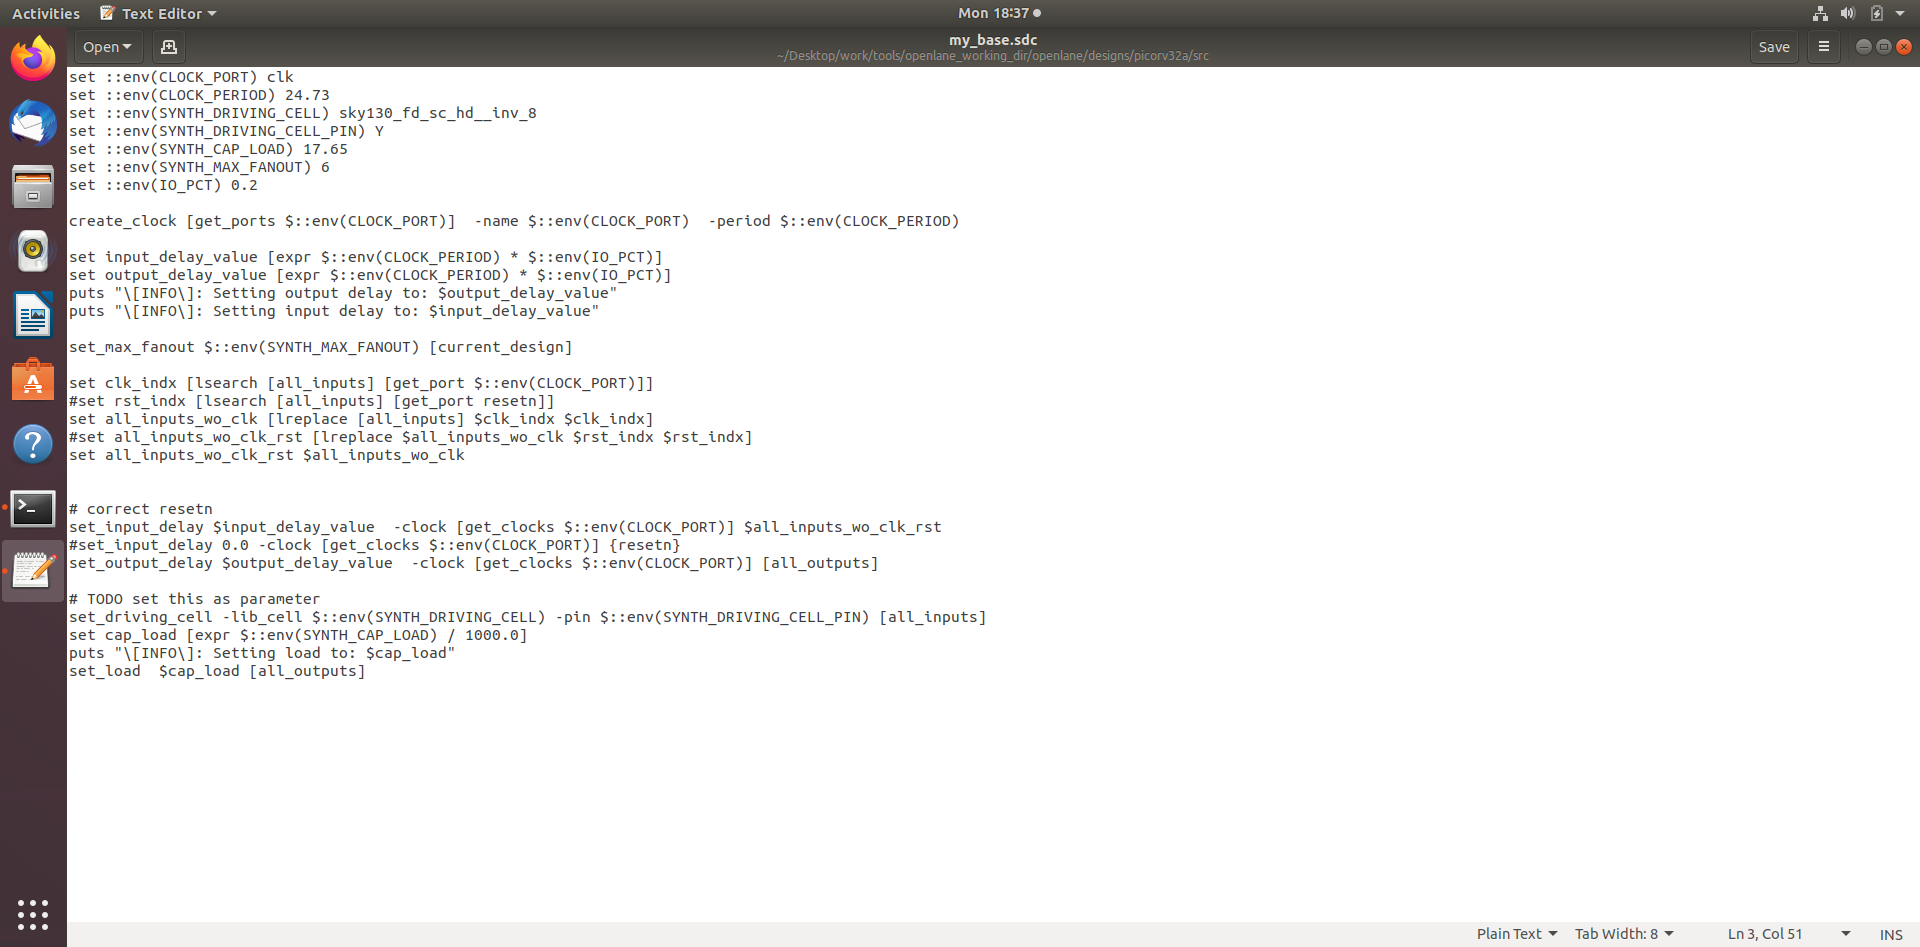 Activities Text Editor Mon 18:37
Open my_base.sdc Save
~/Desktop/work/tools/openlane_working_dir/openlane/designs/picorv32a/src
set ::env(CLOCK_PORT) clk
set ::env(CLOCK_PERIOD) 24.73
set ::env(SYNTH_DRIVING_CELL) sky130_fd_sc_hd__inv_8
set ::env(SYNTH_DRIVING_CELL_PIN) Y
set ::env(SYNTH_CAP_LOAD) 17.65
set ::env(SYNTH_MAX_FANOUT) 6
set ::env(IO_PCT) 0.2
create_clock [get_ports $::env(CLOCK_PORT)]  -name $::env(CLOCK_PORT)  -period $::env(CLOCK_PERIOD)
set input_delay_value [expr $::env(CLOCK_PERIOD) * $::env(IO_PCT)]
set output_delay_value [expr $::env(CLOCK_PERIOD) * $::env(IO_PCT)]
puts "\[INFO\]: Setting output delay to: $output_delay_value"
puts "\[INFO\]: Setting input delay to: $input_delay_value"
set_max_fanout $::env(SYNTH_MAX_FANOUT) [current_design]
set clk_indx [lsearch [all_inputs] [get_port $::env(CLOCK_PORT)]]
#set rst_indx [lsearch [all_inputs] [get_port resetn]]
set all_inputs_wo_clk [lreplace [all_inputs] $clk_indx $clk_indx]
#set all_inputs_wo_clk_rst [lreplace $all_inputs_wo_clk $rst_indx $rst_indx]
set all_inputs_wo_clk_rst $all_inputs_wo_clk
# correct resetn
set_input_delay $input_delay_value  -clock [get_clocks $::env(CLOCK_PORT)] $all_inputs_wo_clk_rst
#set_input_delay 0.0 -clock [get_clocks $::env(CLOCK_PORT)] {resetn}
set_output_delay $output_delay_value  -clock [get_clocks $::env(CLOCK_PORT)] [all_outputs]
# TODO set this as parameter
set_driving_cell -lib_cell $::env(SYNTH_DRIVING_CELL) -pin $::env(SYNTH_DRIVING_CELL_PIN) [all_inputs]
set cap_load [expr $::env(SYNTH_CAP_LOAD) / 1000.0]
puts "\[INFO\]: Setting load to: $cap_load"
set_load  $cap_load [all_outputs]
Plain Text Tab Width: 8 Ln 3, Col 51 INS